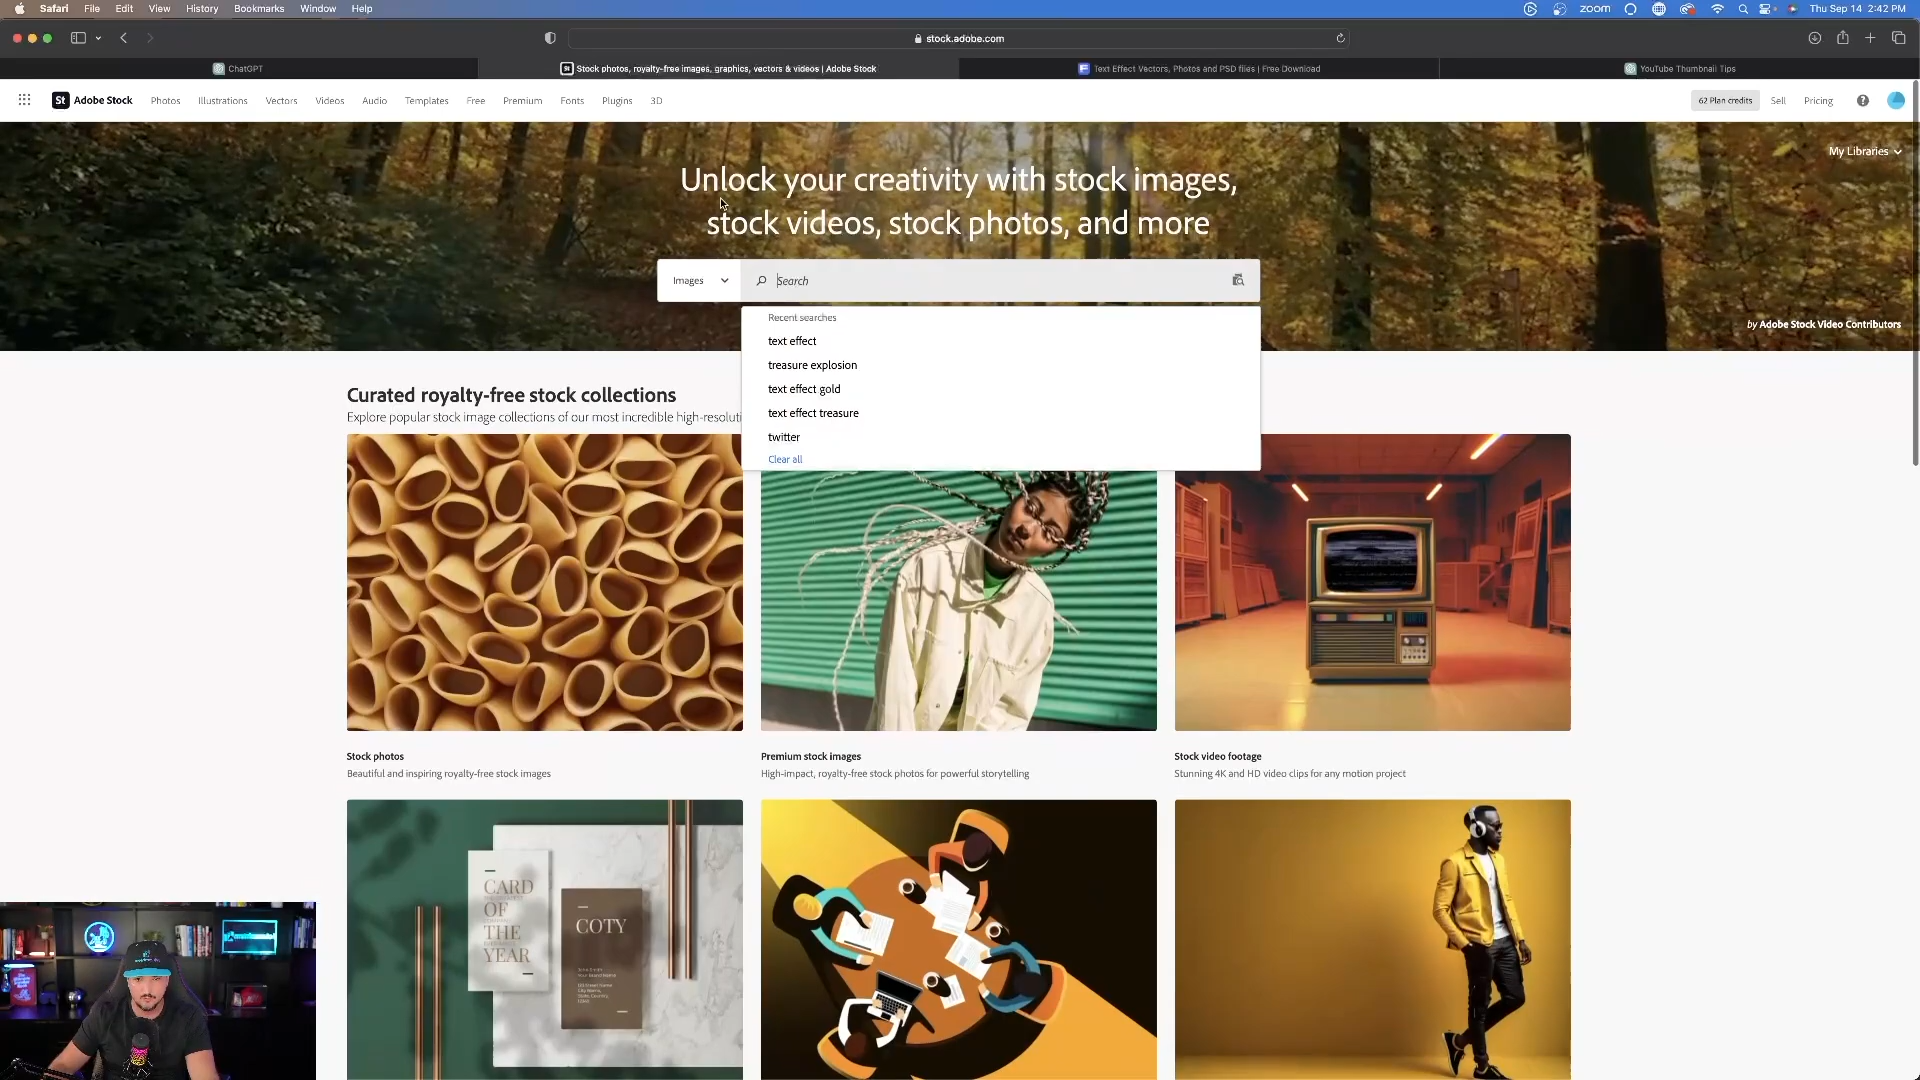 Safari File Edit View History Bookmarks Window Help
zoom Thu Sep 14 2:42 PM
stock.adobe.com
ChatGPT
Stock photos, royalty-free images, graphics, vectors & videos | Adobe Stock
Text Effect Vectors, Photos and PSD files | Free Download
YouTube Thumbnail Tips
St Adobe Stock Photos Illustrations Vectors Videos Audio Templates Free Premium Fonts Plugins 3D
62 Plan credits Sell Pricing
My Libraries
Unlock your creativity with stock images,
stock videos, stock photos, and more
Images Search
by Adobe Stock Video Contributors
Recent searches
text effect
treasure explosion
text effect gold
text effect treasure
twitter
Clear all
Curated royalty-free stock collections
Explore popular stock image collections of our most incredible high-resoluti
Stock photos
Beautiful and inspiring royalty-free stock images
Premium stock images
High-impact, royalty-free stock photos for powerful storytelling
Stock video footage
Stunning 4K and HD video clips for any motion project
CARD
OF
THE
YEAR
COTY